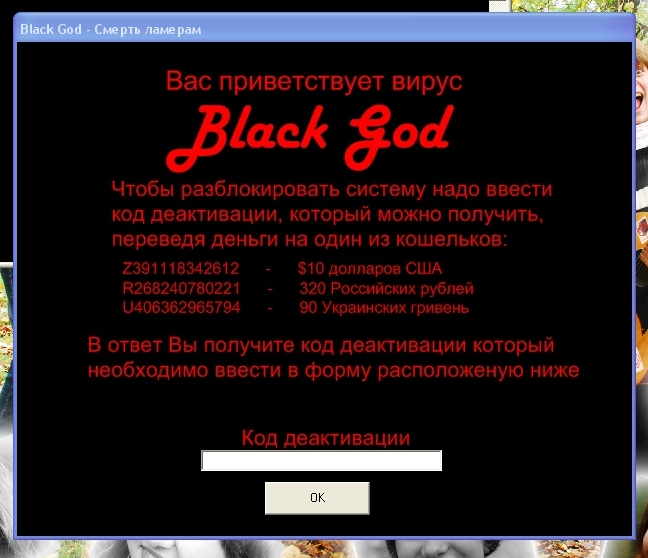 Black God - Смерть ламерам
Вас приветствует вирус
Black God
Чтобы разблокировать систему надо ввести
код деактивации, который можно получить,
переведя деньги на один из кошельков:
Z391118342612 - $10 долларов США
R268240780221 - 320 Российских рублей
U406362965794 - 90 Украинских гривень
В ответ Вы получите код деактивации который
необходимо ввести в форму расположеную ниже
Код деактивации
OK